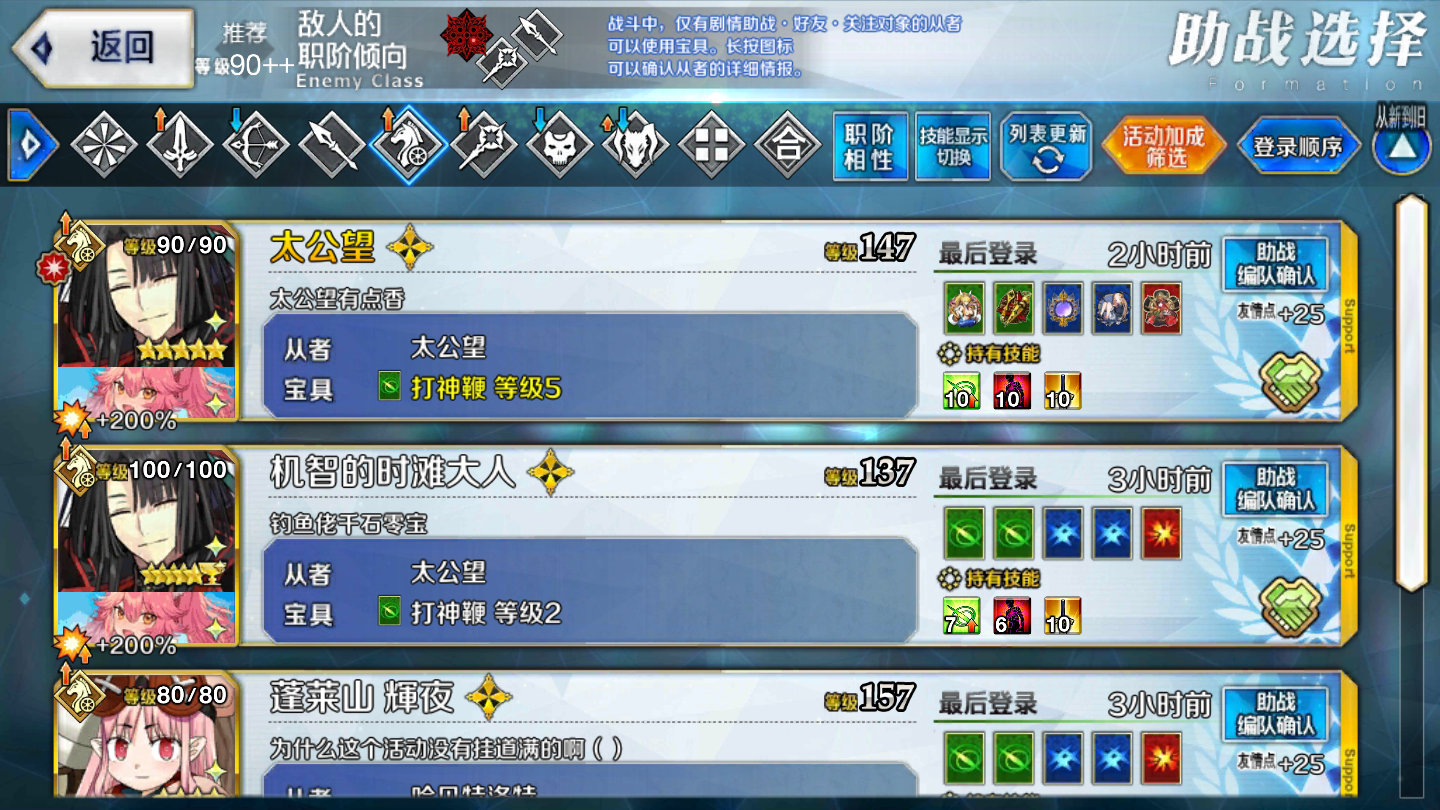 返回
推荐
等级90++
敌人的
职阶倾向
Enemy Class
战斗中，仅有剧情助战·好友·关注对象的从者
可以使用宝具。长按图标
可以确认从者的详细情报。
助战选择
Formation
合
职阶
相性
技能显示
切换
列表更新
活动加成
筛选
登录顺序
从新到旧
等级90/90
太公望
等级147
最后登录
2小时前
助战
编队确认
太公望有点香
友情点+25
从者
太公望
宝具
打神鞭 等级5
持有技能
10
10
10
+200%
Support
等级100/100
机智的时滩大人
等级137
最后登录
3小时前
助战
编队确认
钓鱼佬千石零宝
友情点+25
从者
太公望
宝具
打神鞭 等级2
持有技能
7
6
10
+200%
Support
等级80/80
蓬莱山 輝夜
等级157
最后登录
3小时前
助战
编队确认
为什么这个活动没有挂道满的啊（ ）
友情点+25
从者
哈贝特洛特
Support